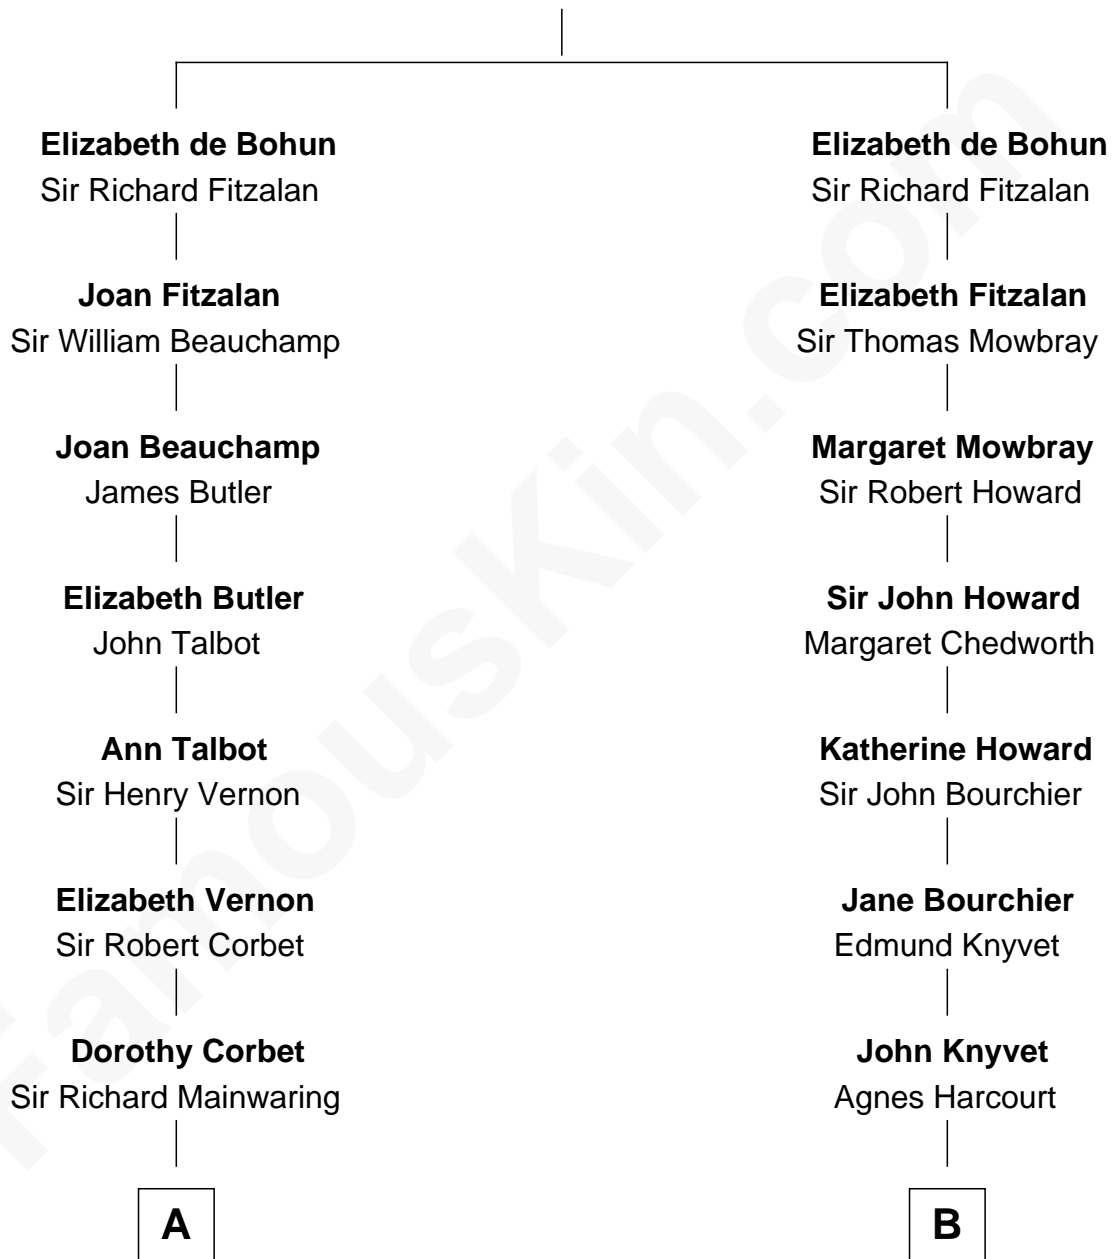 Elizabeth de Bohun
Sir Richard Fitzalan
Elizabeth de Bohun
Sir Richard Fitzalan
Joan Fitzalan
Sir William Beauchamp
Elizabeth Fitzalan
Sir Thomas Mowbray
Joan Beauchamp
James Butler
Margaret Mowbray
Sir Robert Howard
Elizabeth Butler
John Talbot
Sir John Howard
Margaret Chedworth
Ann Talbot
Sir Henry Vernon
Katherine Howard
Sir John Bourchier
Elizabeth Vernon
Sir Robert Corbet
Jane Bourchier
Edmund Knyvet
Dorothy Corbet
Sir Richard Mainwaring
John Knyvet
Agnes Harcourt
A
B
FamousKin.com